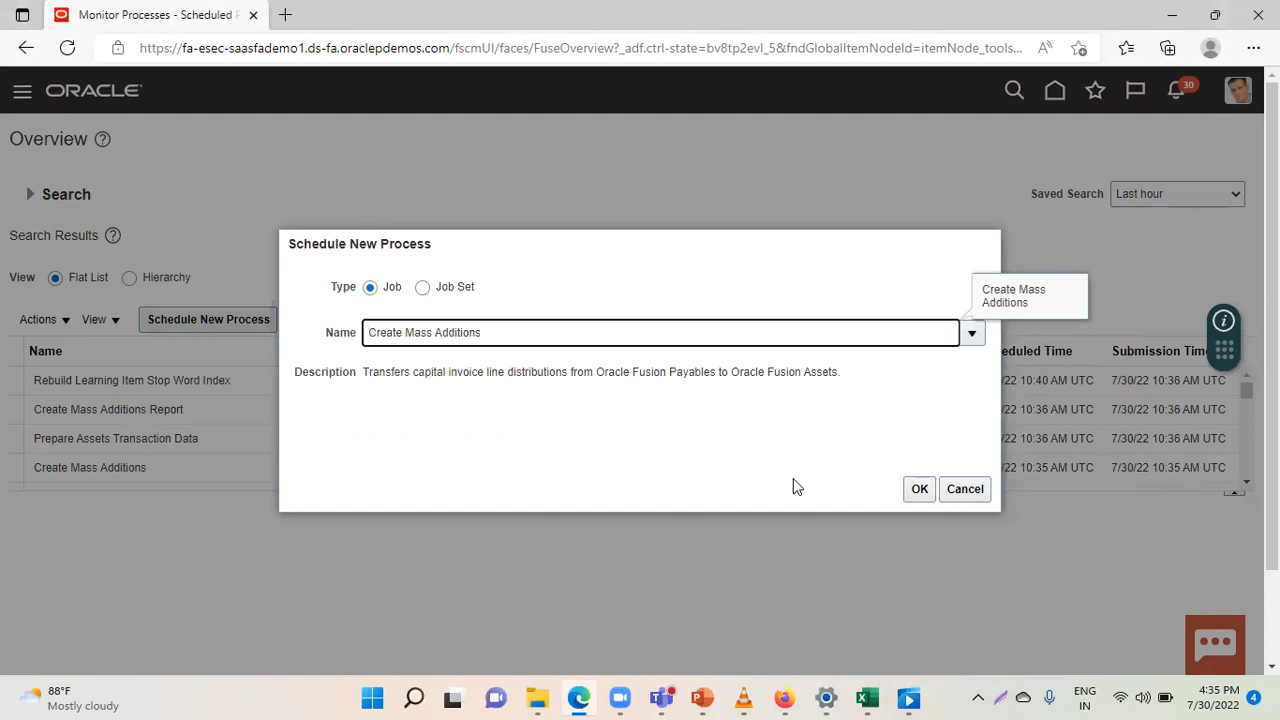 Monitor Processes - Scheduled P
https://fa-esec-saasfademo1.ds-fa.oraclepdemos.com/fscmUI/faces/FuseOverview?_adf.ctrl-state=bv8tp2evl_5&fndGlobalItemNodeId=itemNode_tools...
ORACLE
30
Overview
Search
Saved Search Last hour
Search Results
View Flat List Hierarchy
Actions View Schedule New Process
Name
eduled Time Submission Time
Rebuild Learning Item Stop Word Index
/22 10:40 AM UTC 7/30/22 10:36 AM UTC
Create Mass Additions Report
/22 10:36 AM UTC 7/30/22 10:36 AM UTC
Prepare Assets Transaction Data
/22 10:36 AM UTC 7/30/22 10:36 AM UTC
Create Mass Additions
/22 10:35 AM UTC 7/30/22 10:35 AM UTC
Schedule New Process
Type Job Job Set
Name Create Mass Additions
Create Mass
Additions
Description Transfers capital invoice line distributions from Oracle Fusion Payables to Oracle Fusion Assets.
OK Cancel
88°F
Mostly cloudy
ENG
IN
4:35 PM
7/30/2022
4